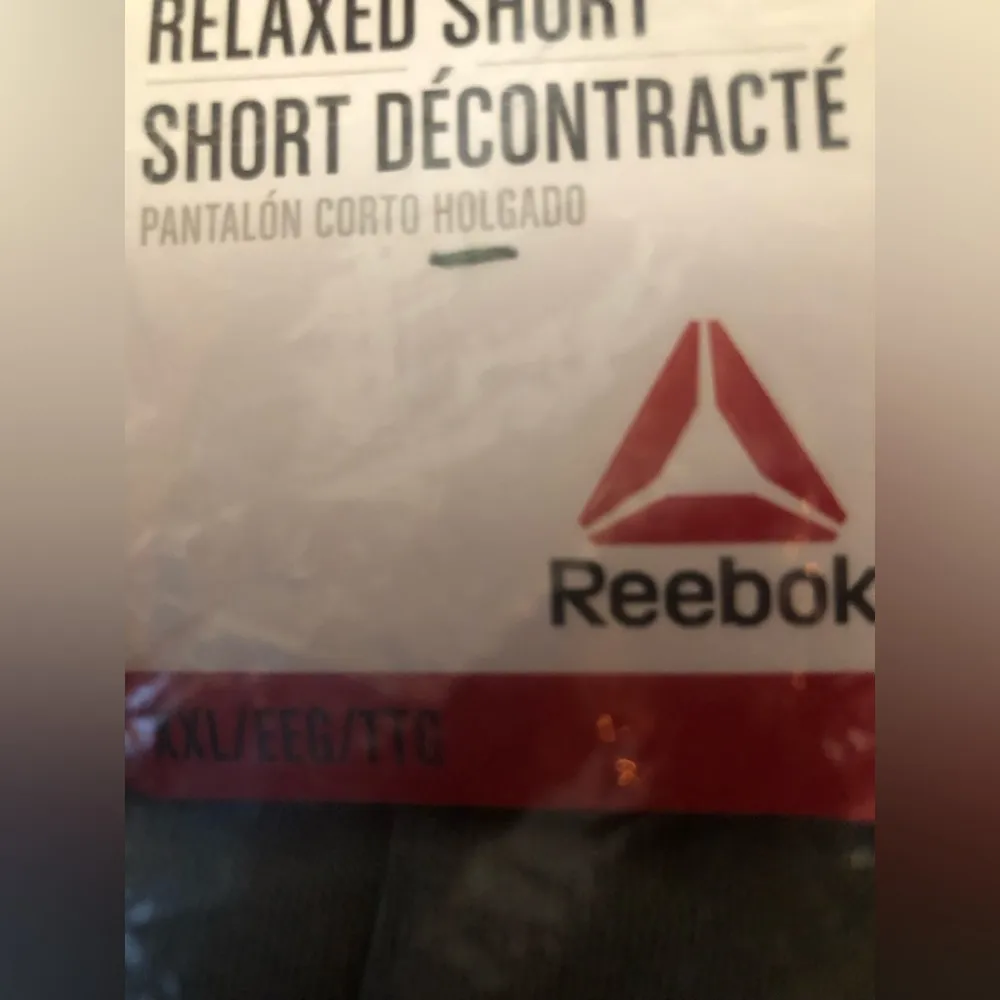 RELAXED SHORT
SHORT DÉCONTRACTÉ
PANTALÓN CORTO HOLGADO
Reebok
XXL/EEG/TTG